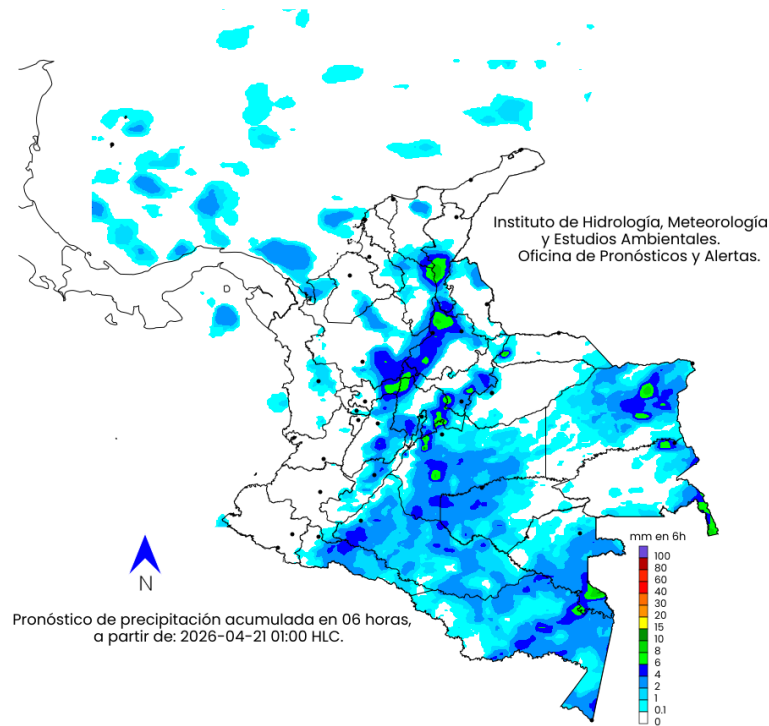 Instituto de Hidrología, Meteorología
y Estudios Ambientales.
Oficina de Pronósticos y Alertas.
mm en 6h
100
80
60
40
30
20
15
10
8
6
4
2
1
0.1
0
N
Pronóstico de precipitación acumulada en 06 horas,
a partir de: 2026-04-21 01:00 HLC.